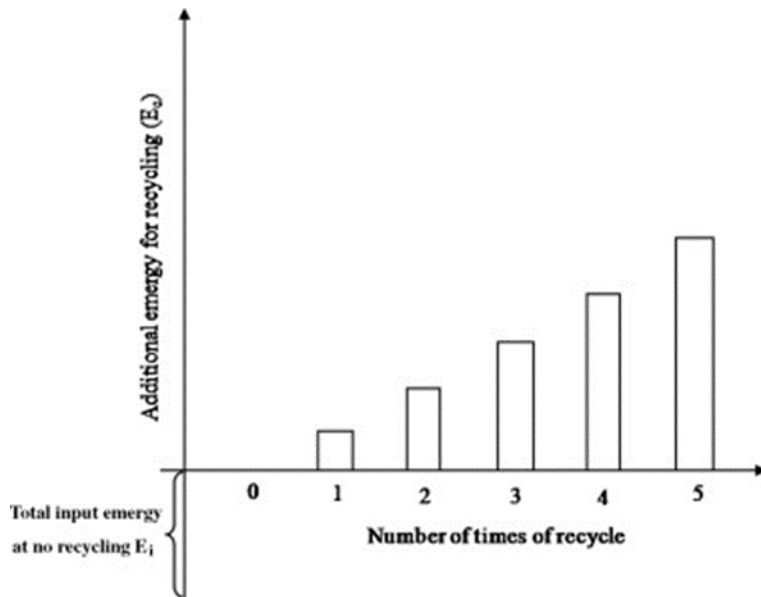 Additional emergy for recycling (Ea)
0 1 2 3 4 5
Total input emergy
at no recycling Ei
Number of times of recycle